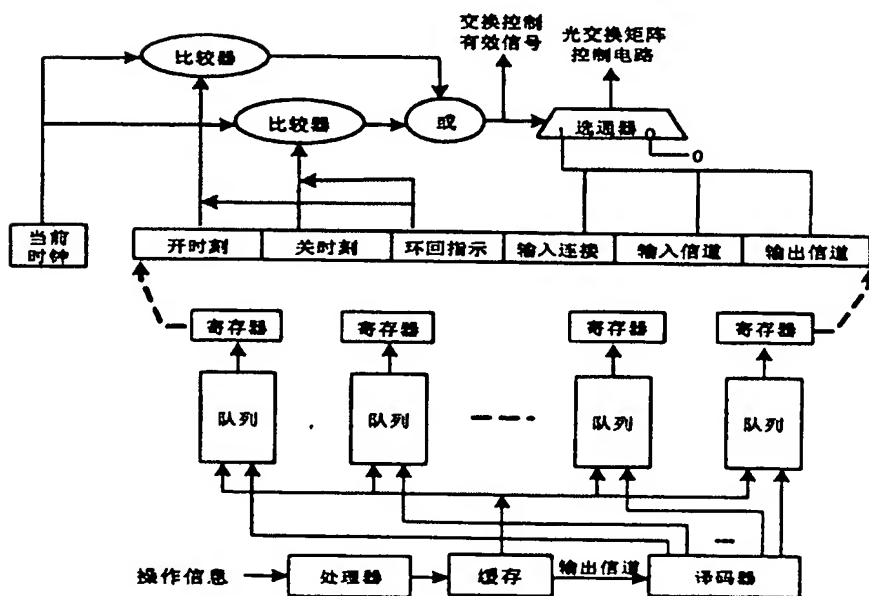 交换控制
有效信号
光交换矩阵
控制电路
比较器
比较器
或
选通器
1
0
0
当前
时钟
开时刻
关时刻
环回指示
输入连接
输入信道
输出信道
寄存器
寄存器
寄存器
寄存器
队列
队列
队列
队列
操作信息
处理器
缓存
输出信道
译码器